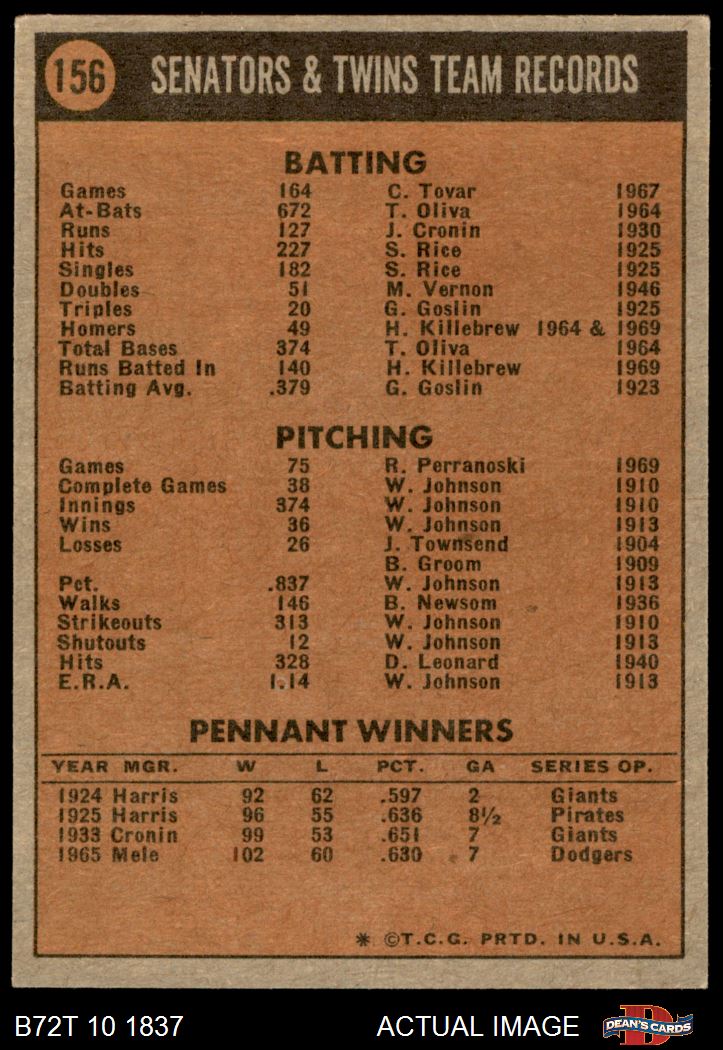 156 SENATORS & TWINS TEAM RECORDS
BATTING
Games 164 C. Tovar 1967
At-Bats 672 T. Oliva 1964
Runs 127 J. Cronin 1930
Hits 227 S. Rice 1925
Singles 182 S. Rice 1925
Doubles 51 M. Vernon 1946
Triples 20 G. Goslin 1925
Homers 49 H. Killebrew 1964 & 1969
Total Bases 374 T. Oliva 1964
Runs Batted In 140 H. Killebrew 1969
Batting Avg. .379 G. Goslin 1923
PITCHING
Games 75 R. Perranoski 1969
Complete Games 38 W. Johnson 1910
Innings 374 W. Johnson 1910
Wins 36 W. Johnson 1913
Losses 26 J. Townsend 1904
B. Groom 1909
Pct. .837 W. Johnson 1913
Walks 146 B. Newsom 1936
Strikeouts 313 W. Johnson 1910
Shutouts 12 W. Johnson 1913
Hits 328 D. Leonard 1940
E.R.A. 1.14 W. Johnson 1913
PENNANT WINNERS
YEAR MGR. W L PCT. GA SERIES OP.
1924 Harris 92 62 .597 2 Giants
1925 Harris 96 55 .636 8½ Pirates
1933 Cronin 99 53 .651 7 Giants
1965 Mele 102 60 .630 7 Dodgers
* ©T.C.G. PRTD. IN U.S.A.
B72T 10 1837 ACTUAL IMAGE D DEAN'S CARDS